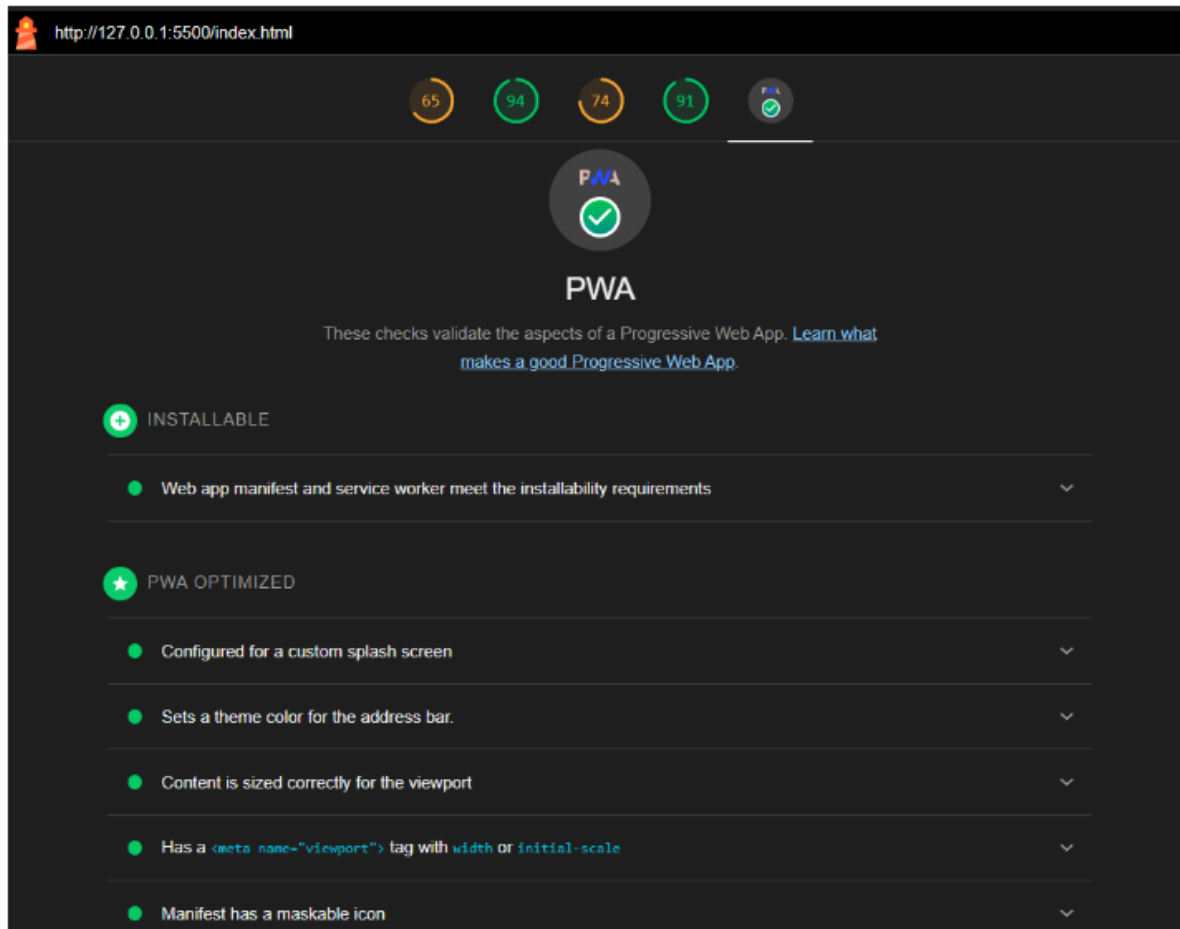 http://127.0.0.1:5500/index.html
65 94 74 91 PWA
PWA
PWA
These checks validate the aspects of a Progressive Web App. Learn what
makes a good Progressive Web App.
INSTALLABLE
Web app manifest and service worker meet the installability requirements
PWA OPTIMIZED
Configured for a custom splash screen
Sets a theme color for the address bar.
Content is sized correctly for the viewport
Has a <meta name="viewport"> tag with width or initial-scale
Manifest has a maskable icon